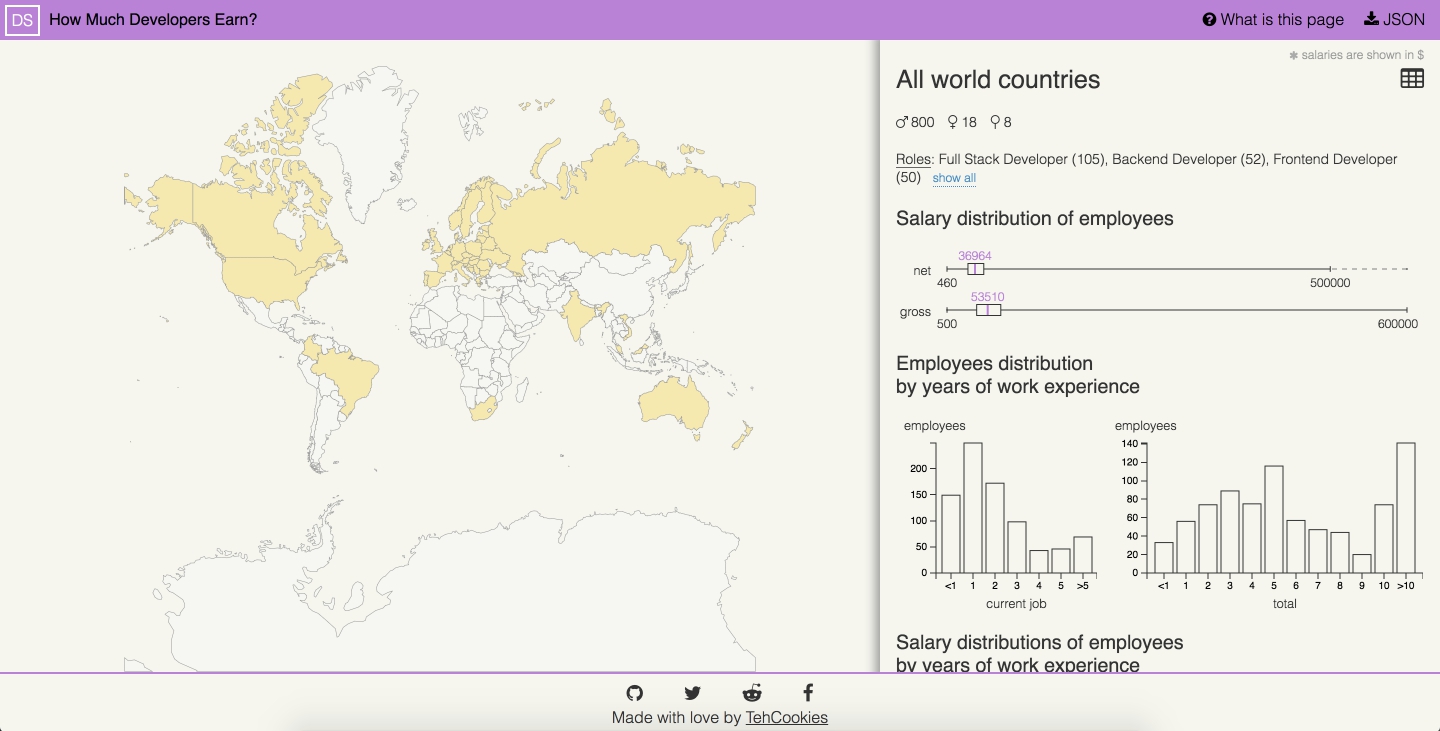 DS How Much Developers Earn? What is this page JSON
salaries are shown in $
All world countries
♂ 800 ♀ 18 ⚲ 8
Roles: Full Stack Developer (105), Backend Developer (52), Frontend Developer
(50) show all
Salary distribution of employees
36964
net
460 500000
53510
gross
500 600000
Employees distribution
by years of work experience
employees
200
150
100
50
0
<1 1 2 3 4 5 >5
current job
employees
140
120
100
80
60
40
20
0
<1 1 2 3 4 5 6 7 8 9 10 >10
total
Salary distributions of employees
by years of work experience
Made with love by TehCookies